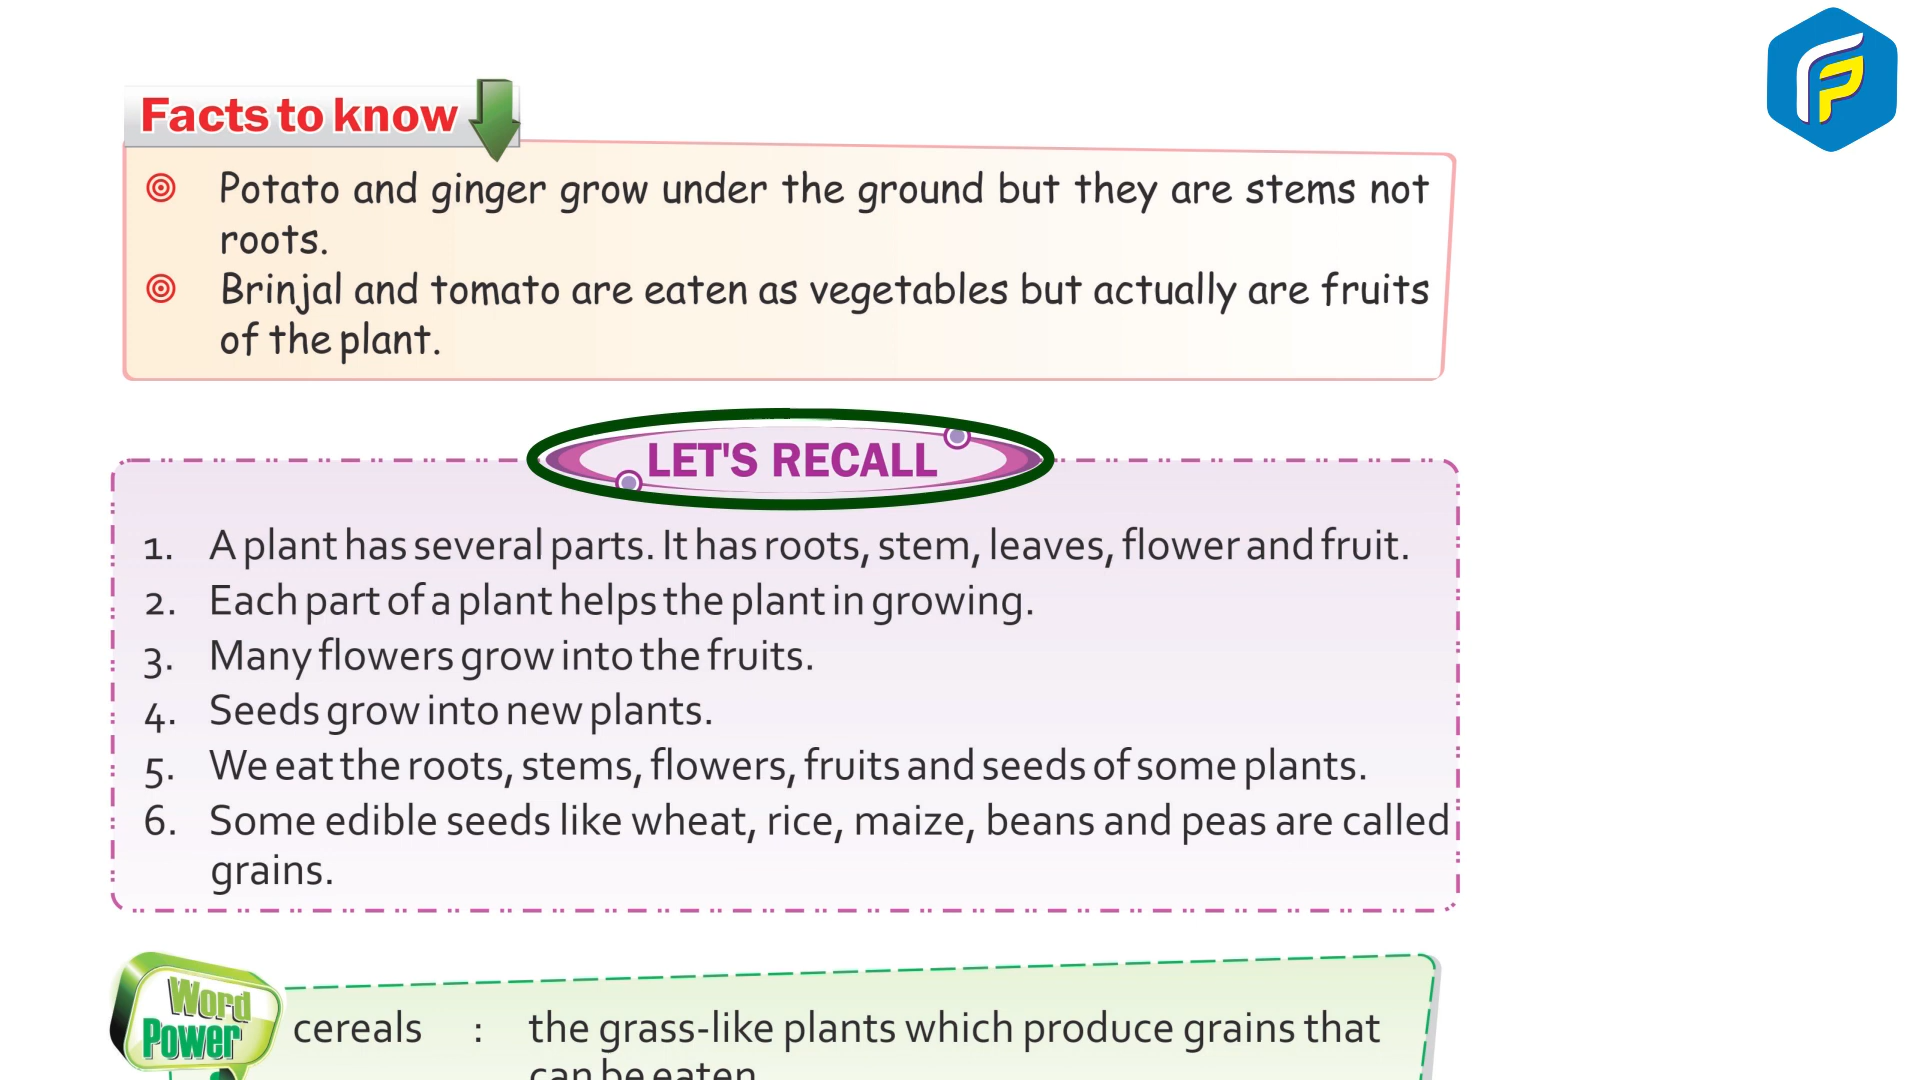 Facts to know
Potato and ginger grow under the ground but they are stems not
roots.
Brinjal and tomato are eaten as vegetables but actually are fruits
of the plant.
LET'S RECALL
1. A plant has several parts. It has roots, stem, leaves, flower and fruit.
2. Each part of a plant helps the plant in growing.
3. Many flowers grow into the fruits.
4. Seeds grow into new plants.
5. We eat the roots, stems, flowers, fruits and seeds of some plants.
6. Some edible seeds like wheat, rice, maize, beans and peas are called
grains.
Word
Power
cereals : the grass-like plants which produce grains that
can be eaten